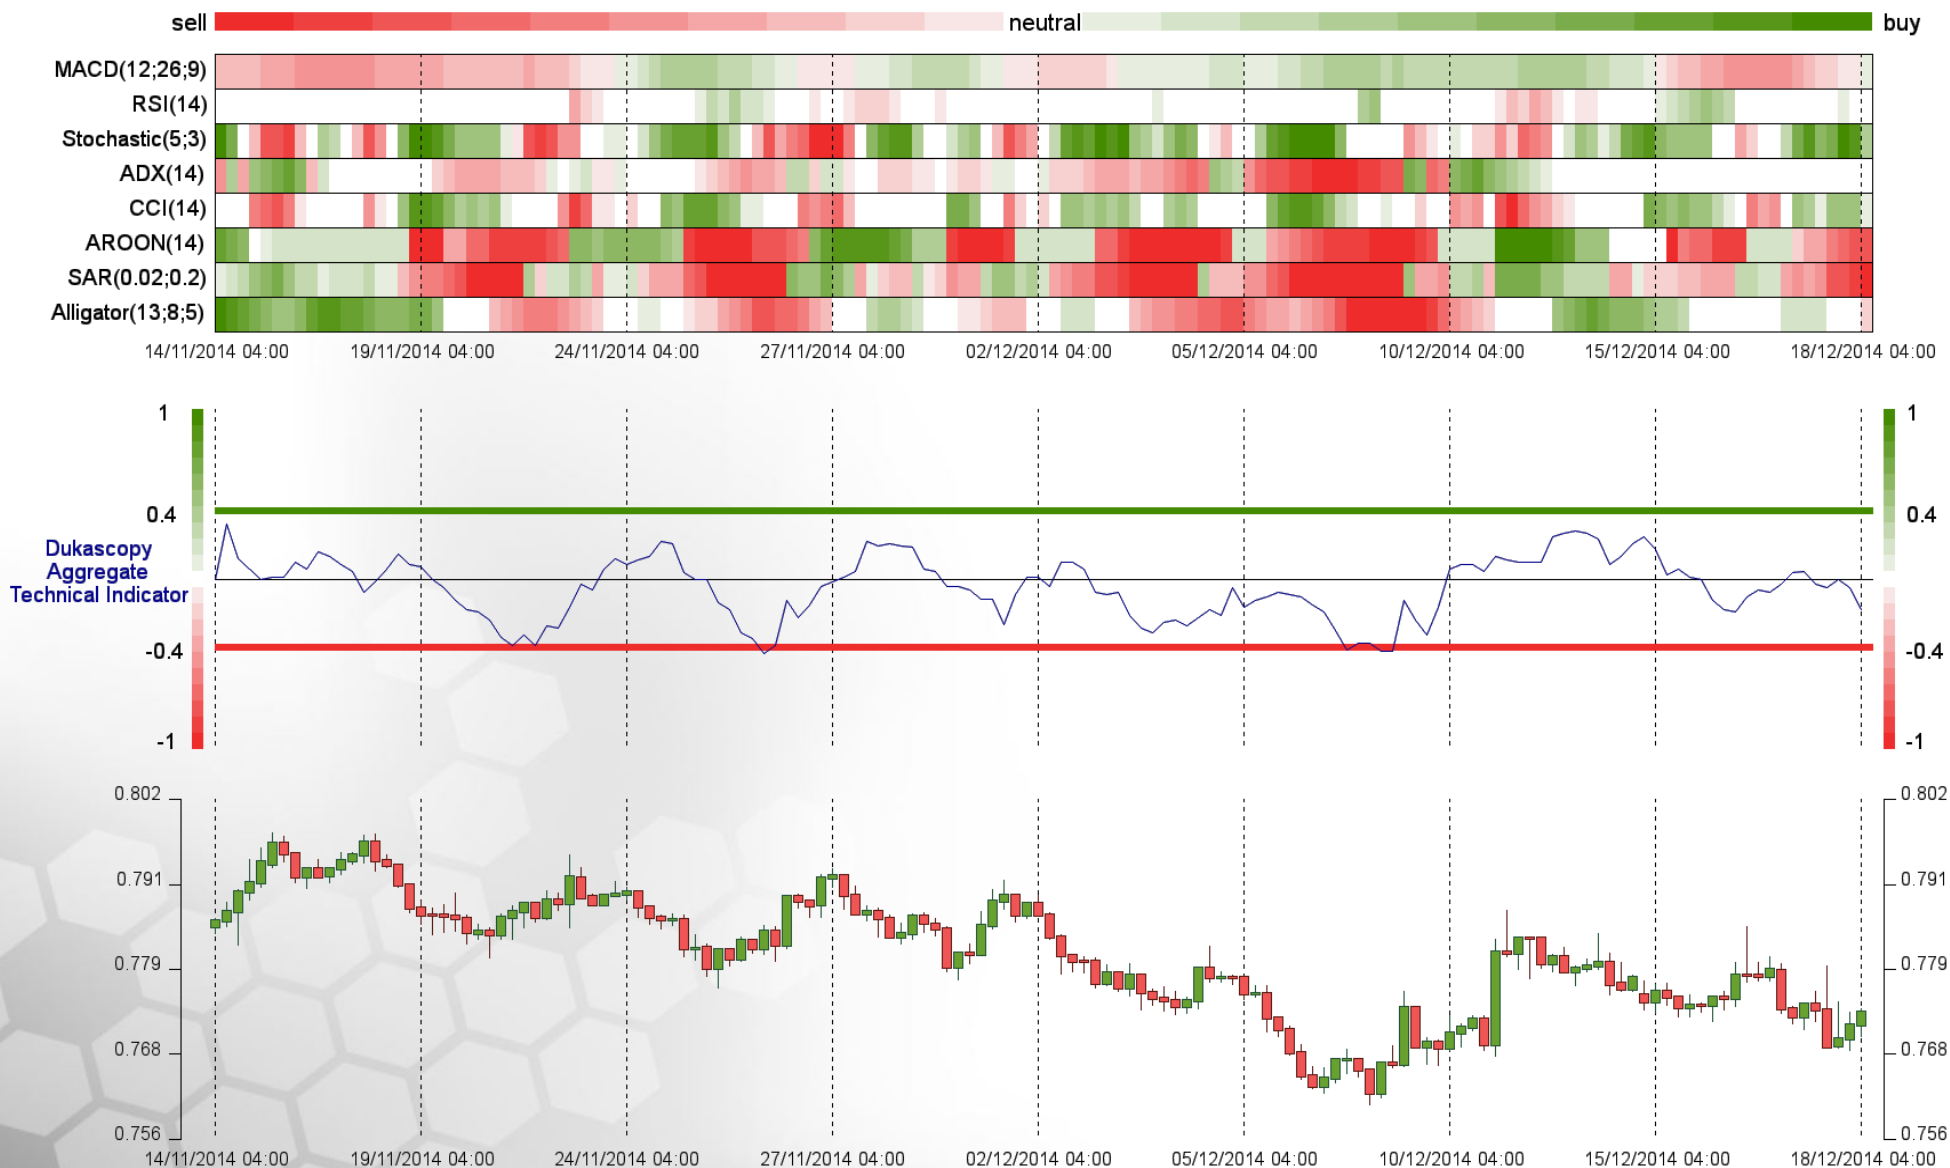 sell neutral buy
MACD(12;26;9)
RSI(14)
Stochastic(5;3)
ADX(14)
CCI(14)
AROON(14)
SAR(0.02;0.2)
Alligator(13;8;5)
14/11/2014 04:00 19/11/2014 04:00 24/11/2014 04:00 27/11/2014 04:00 02/12/2014 04:00 05/12/2014 04:00 10/12/2014 04:00 15/12/2014 04:00 18/12/2014 04:00
1 1
0.4 0.4
Dukascopy
Aggregate
Technical Indicator
-0.4 -0.4
-1 -1
0.802 0.802
0.791 0.791
0.779 0.779
0.768 0.768
0.756 0.756
14/11/2014 04:00 19/11/2014 04:00 24/11/2014 04:00 27/11/2014 04:00 02/12/2014 04:00 05/12/2014 04:00 10/12/2014 04:00 15/12/2014 04:00 18/12/2014 04:00